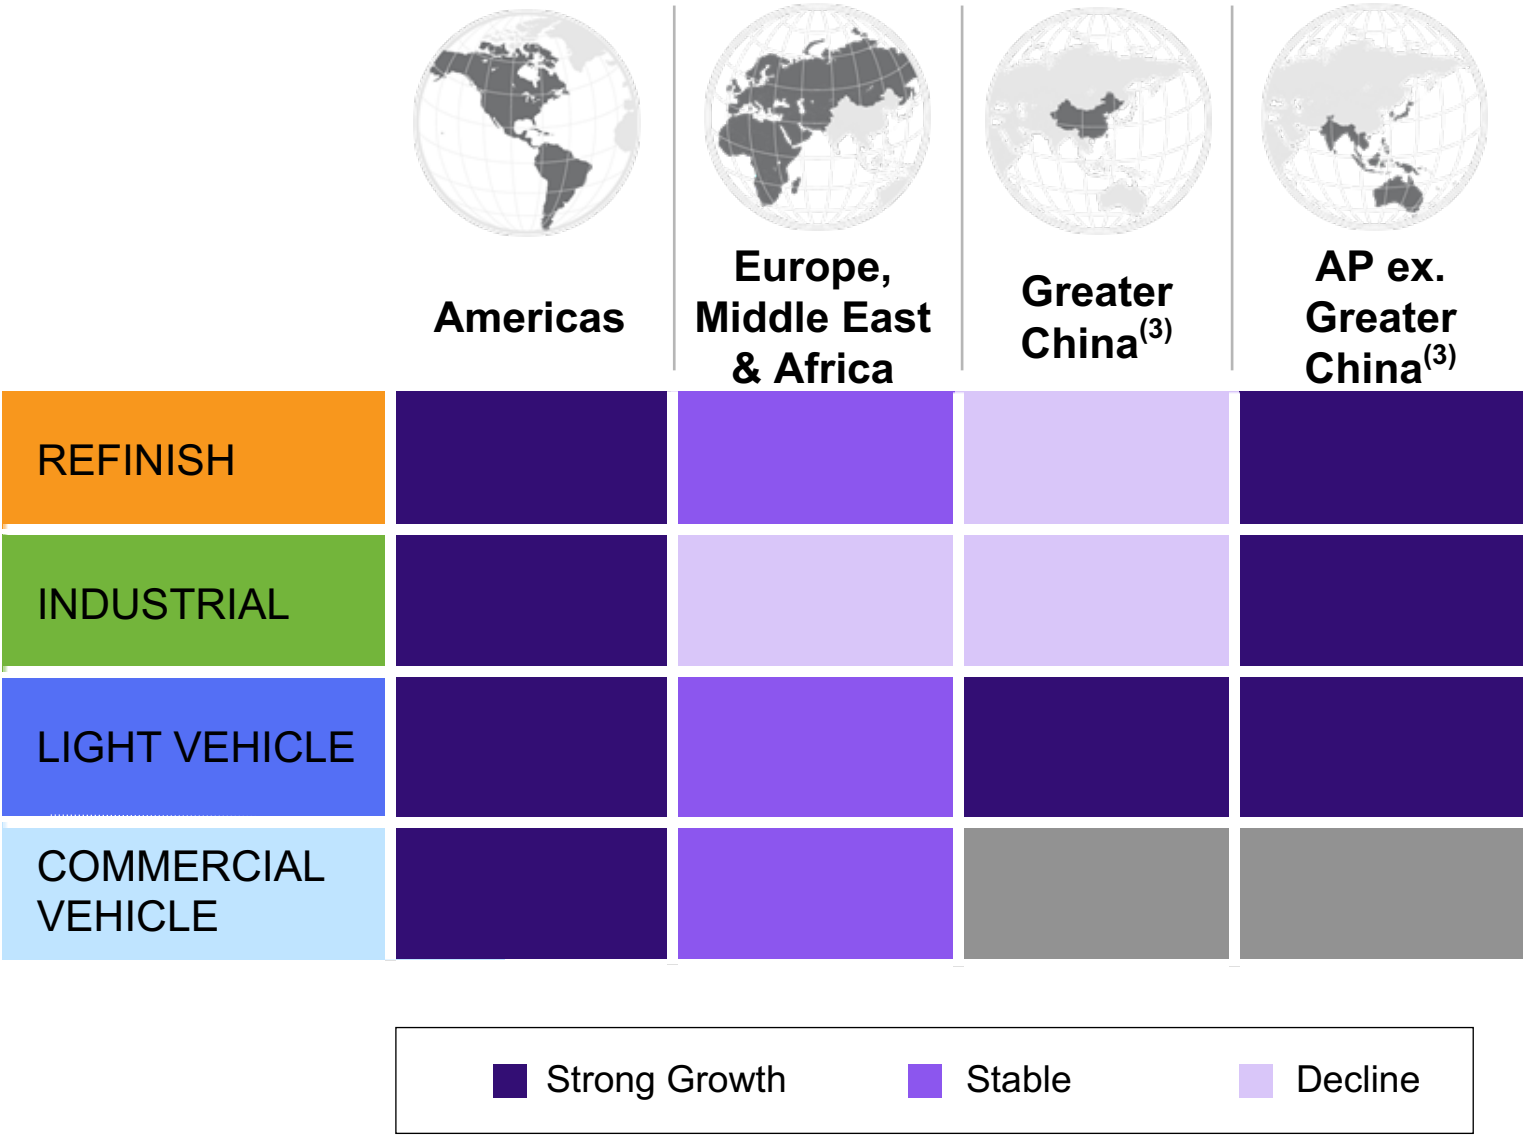 Americas
Europe,
Middle East
& Africa
Greater
China(3)
AP ex.
Greater
China(3)
REFINISH
INDUSTRIAL
LIGHT VEHICLE
COMMERCIAL
VEHICLE
Strong Growth
Stable
Decline